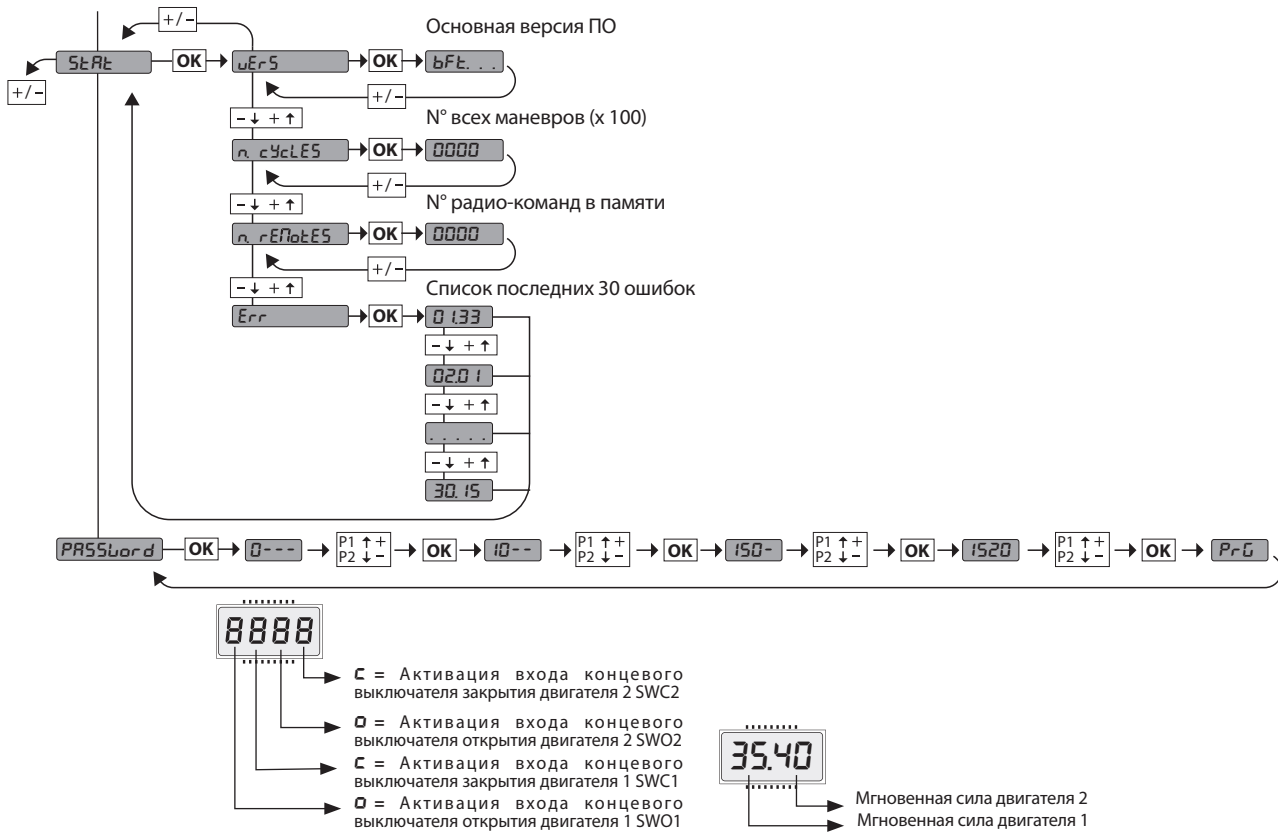 +/-
Основная версия ПО
StAt OK vErS OK bFt. . .
+/-
+/-
- ↓ + ↑
N° всех маневров (x 100)
n. cYcLES OK 0000
+/-
- ↓ + ↑
N° радио-команд в памяти
n. rEMotES OK 0000
+/-
- ↓ + ↑
Список последних 30 ошибок
Err OK 01.33
- ↓ + ↑
02.01
- ↓ + ↑
. . . . .
- ↓ + ↑
30.15
PASSword OK 0--- P1 ↑ + OK 10-- P1 ↑ + OK 150- P1 ↑ + OK 1520 P1 ↑ + OK PrG
P2 ↓ - P2 ↓ - P2 ↓ - P2 ↓ -
8888
C = Активация входа концевого
выключателя закрытия двигателя 2 SWC2
O = Активация входа концевого
выключателя открытия двигателя 2 SWO2
C = Активация входа концевого
выключателя закрытия двигателя 1 SWC1
O = Активация входа концевого
выключателя открытия двигателя 1 SWO1
35.40
Мгновенная сила двигателя 2
Мгновенная сила двигателя 1